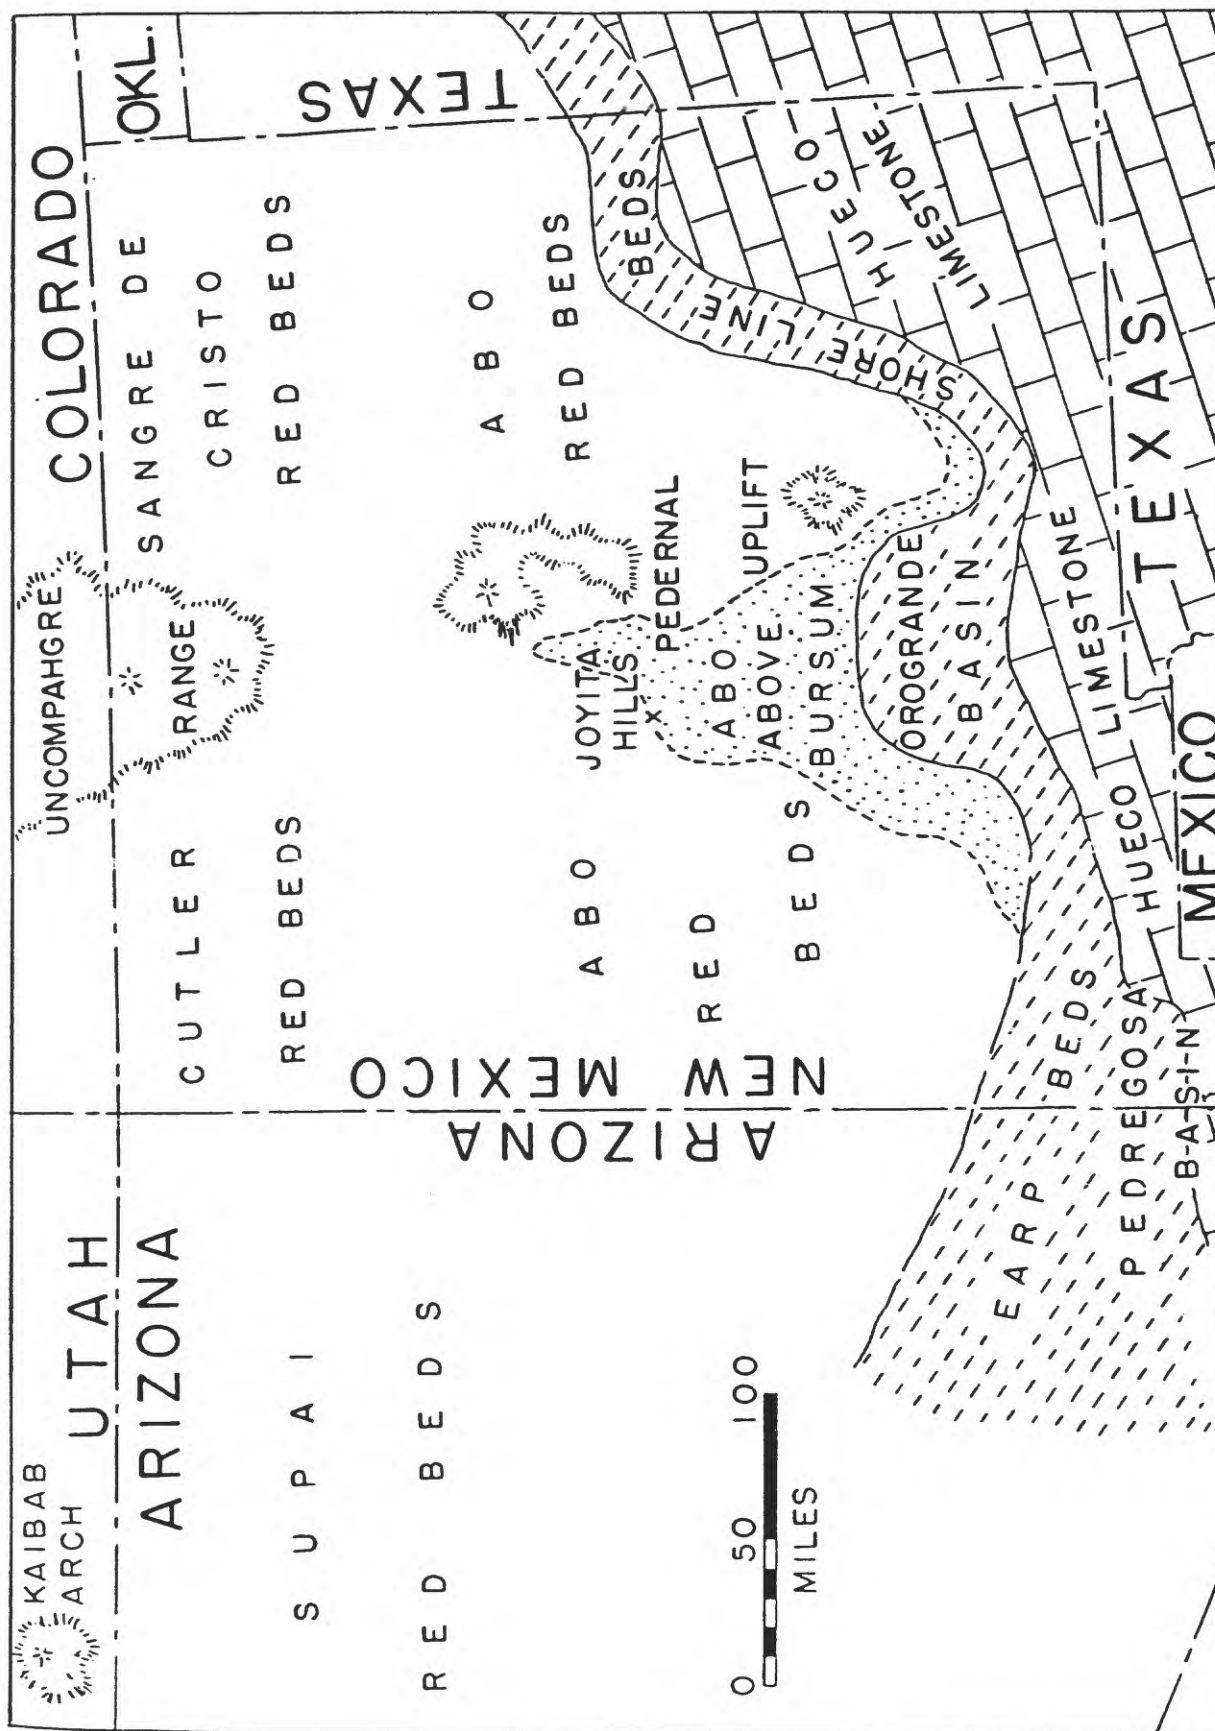 KAIBAB
ARCH
UTAH
ARIZONA
UNCOMPAHGRE
RANGE
COLORADO
OKL.
SANGRE DE
CRISTO
RED BEDS
CUTLER
RED BEDS
SUPAI
RED BEDS
TEXAS
ARIZONA
NEW MEXICO
ABO
RED BEDS
ABO
RED
BEDS
JOYITA
HILLS
X
PEDERNAL
UPLIFT
ABO
ABOVE
BURSUM
OROGRANDE
BASIN
SHORE LINE BEDS
HUECO
LIMESTONE
HUECO LIMESTONE
EARP BEDS
PEDREGOSA
B-A-S-I-N
TEXAS
MEXICO
0 50 100
MILES